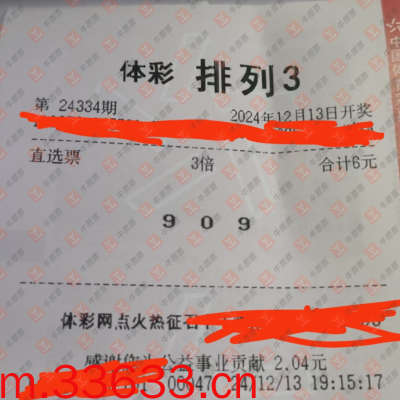 体彩 排列3
第 24334期 2024年12月13日开奖
直选票 3倍 合计6元
9 0 9
体彩网点火热征召
感谢您为公益事业贡献 2.04元
24/12/13 19:15:17
m.33633.cn